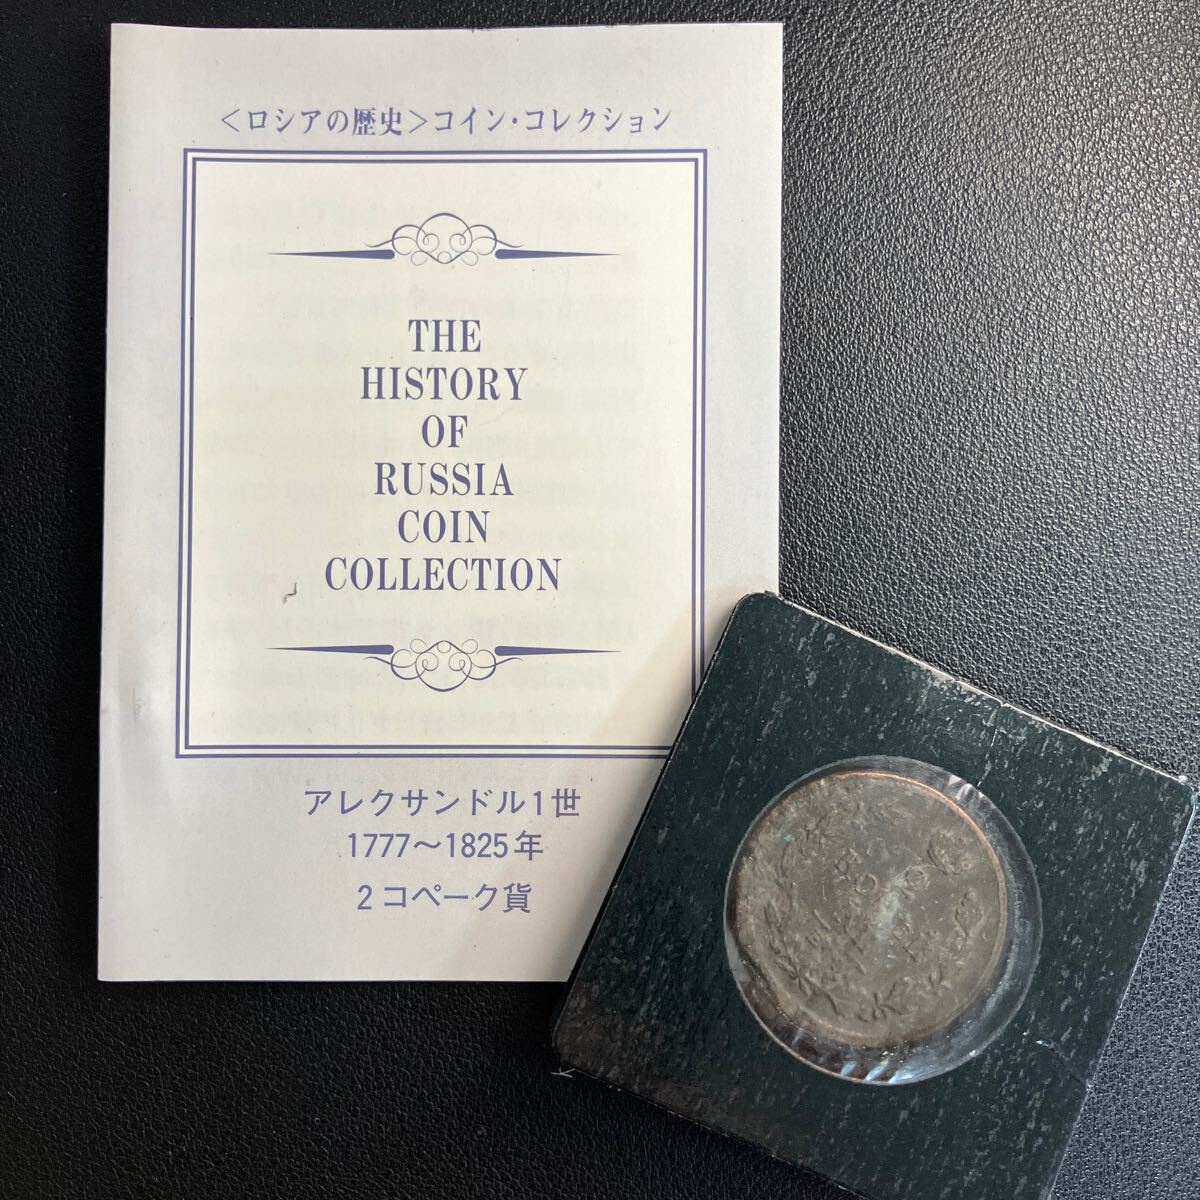 <ロシアの歴史>コイン・コレクション
THE
HISTORY
OF
RUSSIA
COIN
COLLECTION
アレクサンドル1世
1777～1825年
2コペーク貨